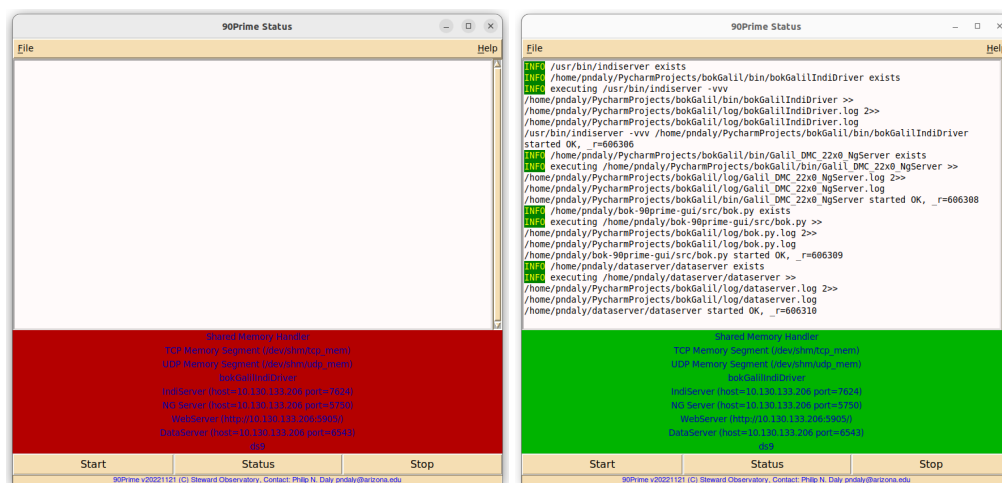 90Prime Status
File
Help
Shared Memory Handler
TCP Memory Segment (/dev/shm/tcp_mem)
UDP Memory Segment (/dev/shm/udp_mem)
bokGalilIndiDriver
IndiServer (host=10.130.133.206 port=7624)
NG Server (host=10.130.133.206 port=5750)
WebServer (http://10.130.133.206:5905/)
DataServer (host=10.130.133.206 port=6543)
ds9
Start Status Stop
90Prime v20221121 (C) Steward Observatory, Contact: Philip N. Daly pndaly@arizona.edu
90Prime Status
File
Help
INFO /usr/bin/indiserver exists
INFO /home/pndaly/PycharmProjects/bokGalil/bin/bokGalilIndiDriver exists
INFO executing /usr/bin/indiserver -vvv
/home/pndaly/PycharmProjects/bokGalil/bin/bokGalilIndiDriver >>
/home/pndaly/PycharmProjects/bokGalil/log/bokGalilIndiDriver.log 2>>
/home/pndaly/PycharmProjects/bokGalil/log/bokGalilIndiDriver.log
/usr/bin/indiserver -vvv /home/pndaly/PycharmProjects/bokGalil/bin/bokGalilIndiDriver
started OK, _r=606306
INFO /home/pndaly/PycharmProjects/bokGalil/bin/Galil_DMC_22x0_NgServer exists
INFO executing /home/pndaly/PycharmProjects/bokGalil/bin/Galil_DMC_22x0_NgServer >>
/home/pndaly/PycharmProjects/bokGalil/log/Galil_DMC_22x0_NgServer.log 2>>
/home/pndaly/PycharmProjects/bokGalil/log/Galil_DMC_22x0_NgServer.log
/home/pndaly/PycharmProjects/bokGalil/bin/Galil_DMC_22x0_NgServer started OK, _r=606308
INFO /home/pndaly/bok-90prime-gui/src/bok.py exists
INFO executing /home/pndaly/bok-90prime-gui/src/bok.py >>
/home/pndaly/PycharmProjects/bokGalil/log/bok.py.log 2>>
/home/pndaly/PycharmProjects/bokGalil/log/bok.py.log
/home/pndaly/bok-90prime-gui/src/bok.py started OK, _r=606309
INFO /home/pndaly/dataserver/dataserver exists
INFO executing /home/pndaly/dataserver/dataserver >>
/home/pndaly/PycharmProjects/bokGalil/log/dataserver.log 2>>
/home/pndaly/PycharmProjects/bokGalil/log/dataserver.log
/home/pndaly/dataserver/dataserver started OK, _r=606310
Shared Memory Handler
TCP Memory Segment (/dev/shm/tcp_mem)
UDP Memory Segment (/dev/shm/udp_mem)
bokGalilIndiDriver
IndiServer (host=10.130.133.206 port=7624)
NG Server (host=10.130.133.206 port=5750)
WebServer (http://10.130.133.206:5905/)
DataServer (host=10.130.133.206 port=6543)
ds9
Start Status Stop
90Prime v20221121 (C) Steward Observatory, Contact: Philip N. Daly pndaly@arizona.edu